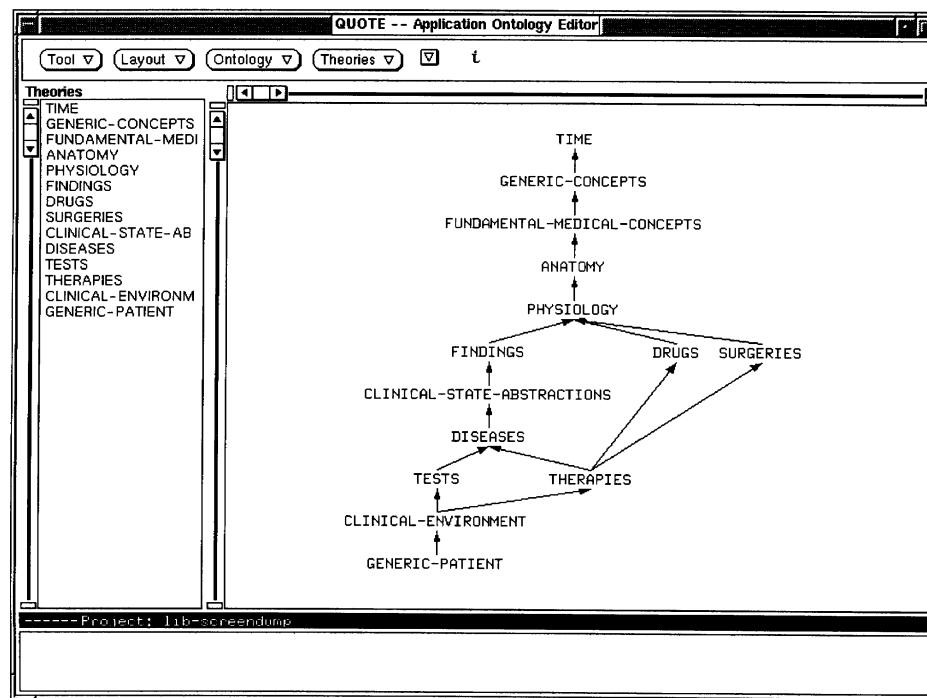 QUOTE -- Application Ontology Editor
Tool Layout Ontology Theories i
Theories
TIME
GENERIC-CONCEPTS
FUNDAMENTAL-MEDI
ANATOMY
PHYSIOLOGY
FINDINGS
DRUGS
SURGERIES
CLINICAL-STATE-AB
DISEASES
TESTS
THERAPIES
CLINICAL-ENVIRONM
GENERIC-PATIENT
TIME
GENERIC-CONCEPTS
FUNDAMENTAL-MEDICAL-CONCEPTS
ANATOMY
PHYSIOLOGY
FINDINGS DRUGS SURGERIES
CLINICAL-STATE-ABSTRACTIONS
DISEASES
TESTS THERAPIES
CLINICAL-ENVIRONMENT
GENERIC-PATIENT
------Project: lib-screendump